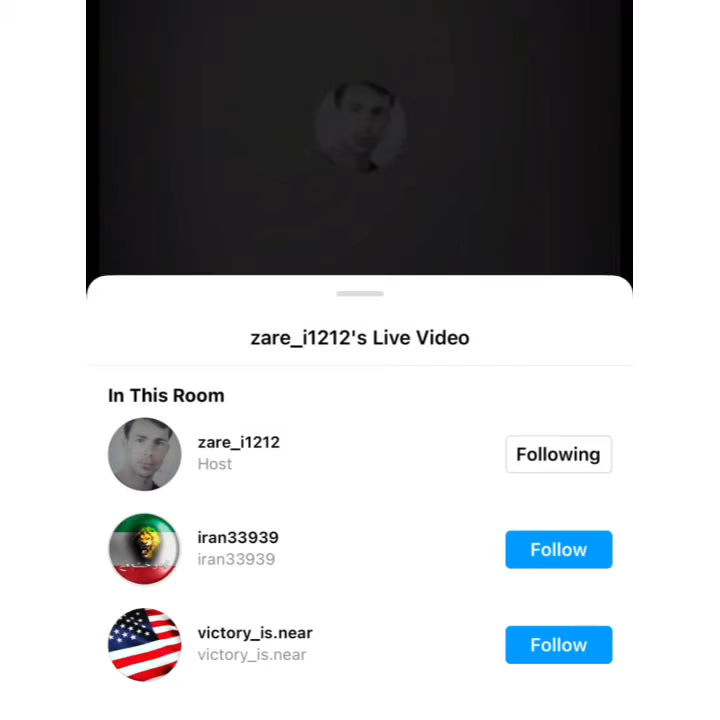 zare_i1212's Live Video
In This Room
zare_i1212
Host
Following
iran33939
iran33939
Follow
victory_is.near
victory_is.near
Follow